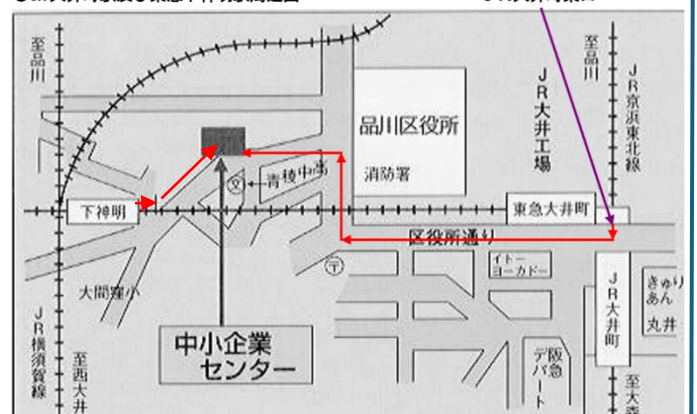 至品川
至品川
JR京浜東北線
JR大井工場
品川区役所
消防署
青稜中高
文
下神明
東急大井町
区役所通り
〒
イトー
ヨーカドー
大間窪小
JR大井町
きゅり
あん
丸井
JR横須賀線
中小企業
センター
阪急
デパート
至西大井
至大森